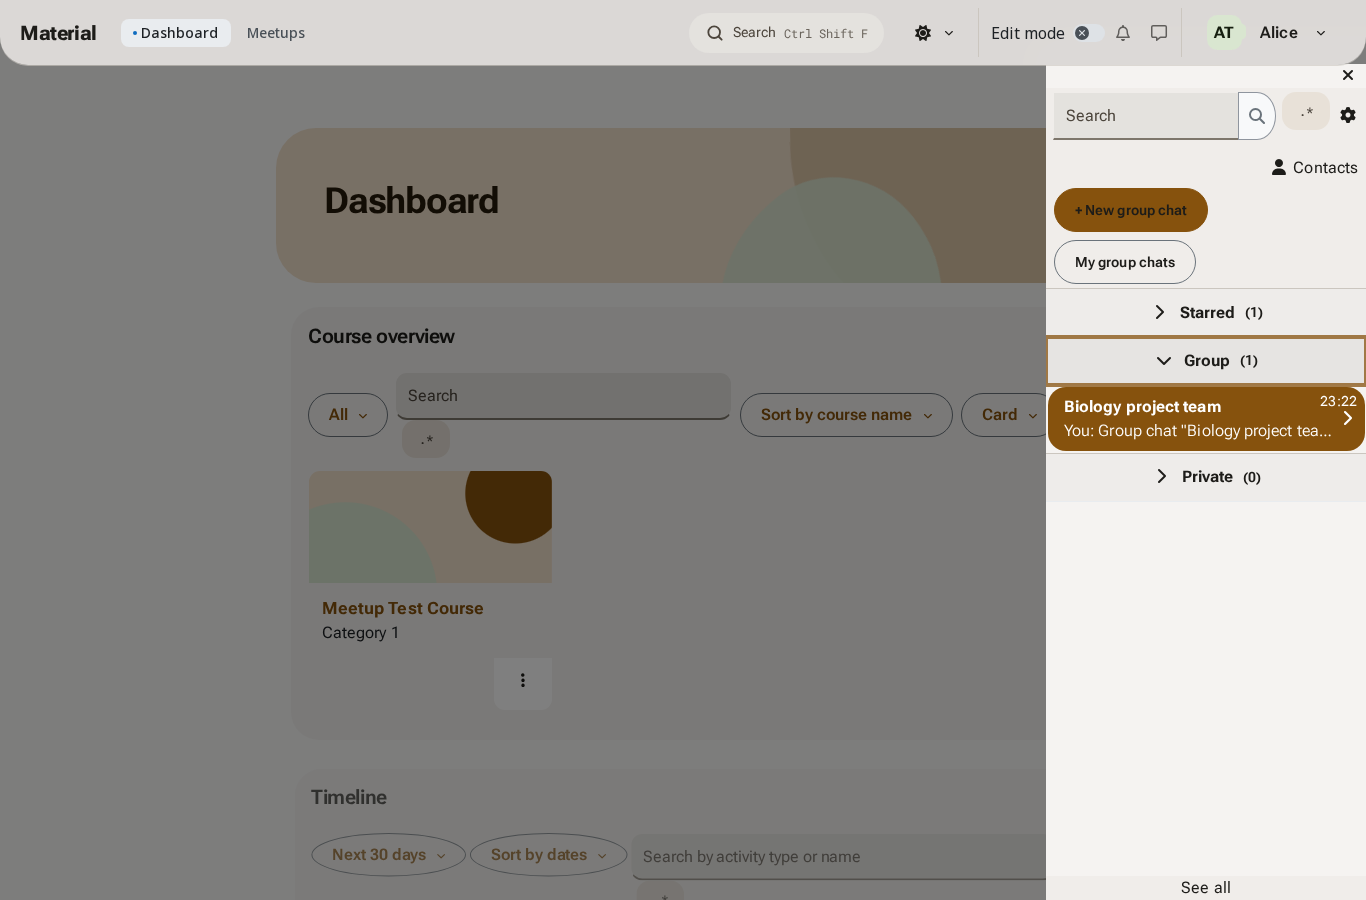 Material
Dashboard
Meetups
Search Ctrl Shift F
Edit mode
AT
Alice
Search
.*
Contacts
+ New group chat
My group chats
Starred (1)
Group (1)
Biology project team
23:22
You: Group chat "Biology project tea...
Private (0)
See all
Dashboard
Course overview
All
Search
.*
Sort by course name
Card
Meetup Test Course
Category 1
Timeline
Next 30 days
Sort by dates
Search by activity type or name
.*